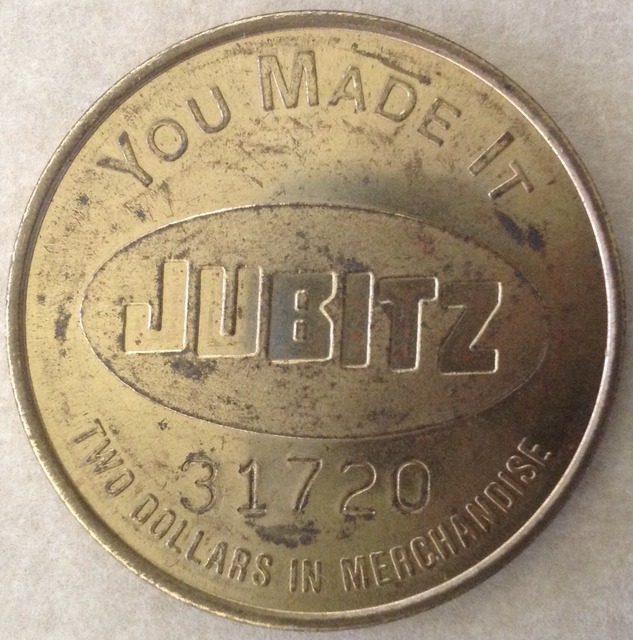 YOU MADE IT
JUBITZ
31720
TWO DOLLARS IN MERCHANDISE